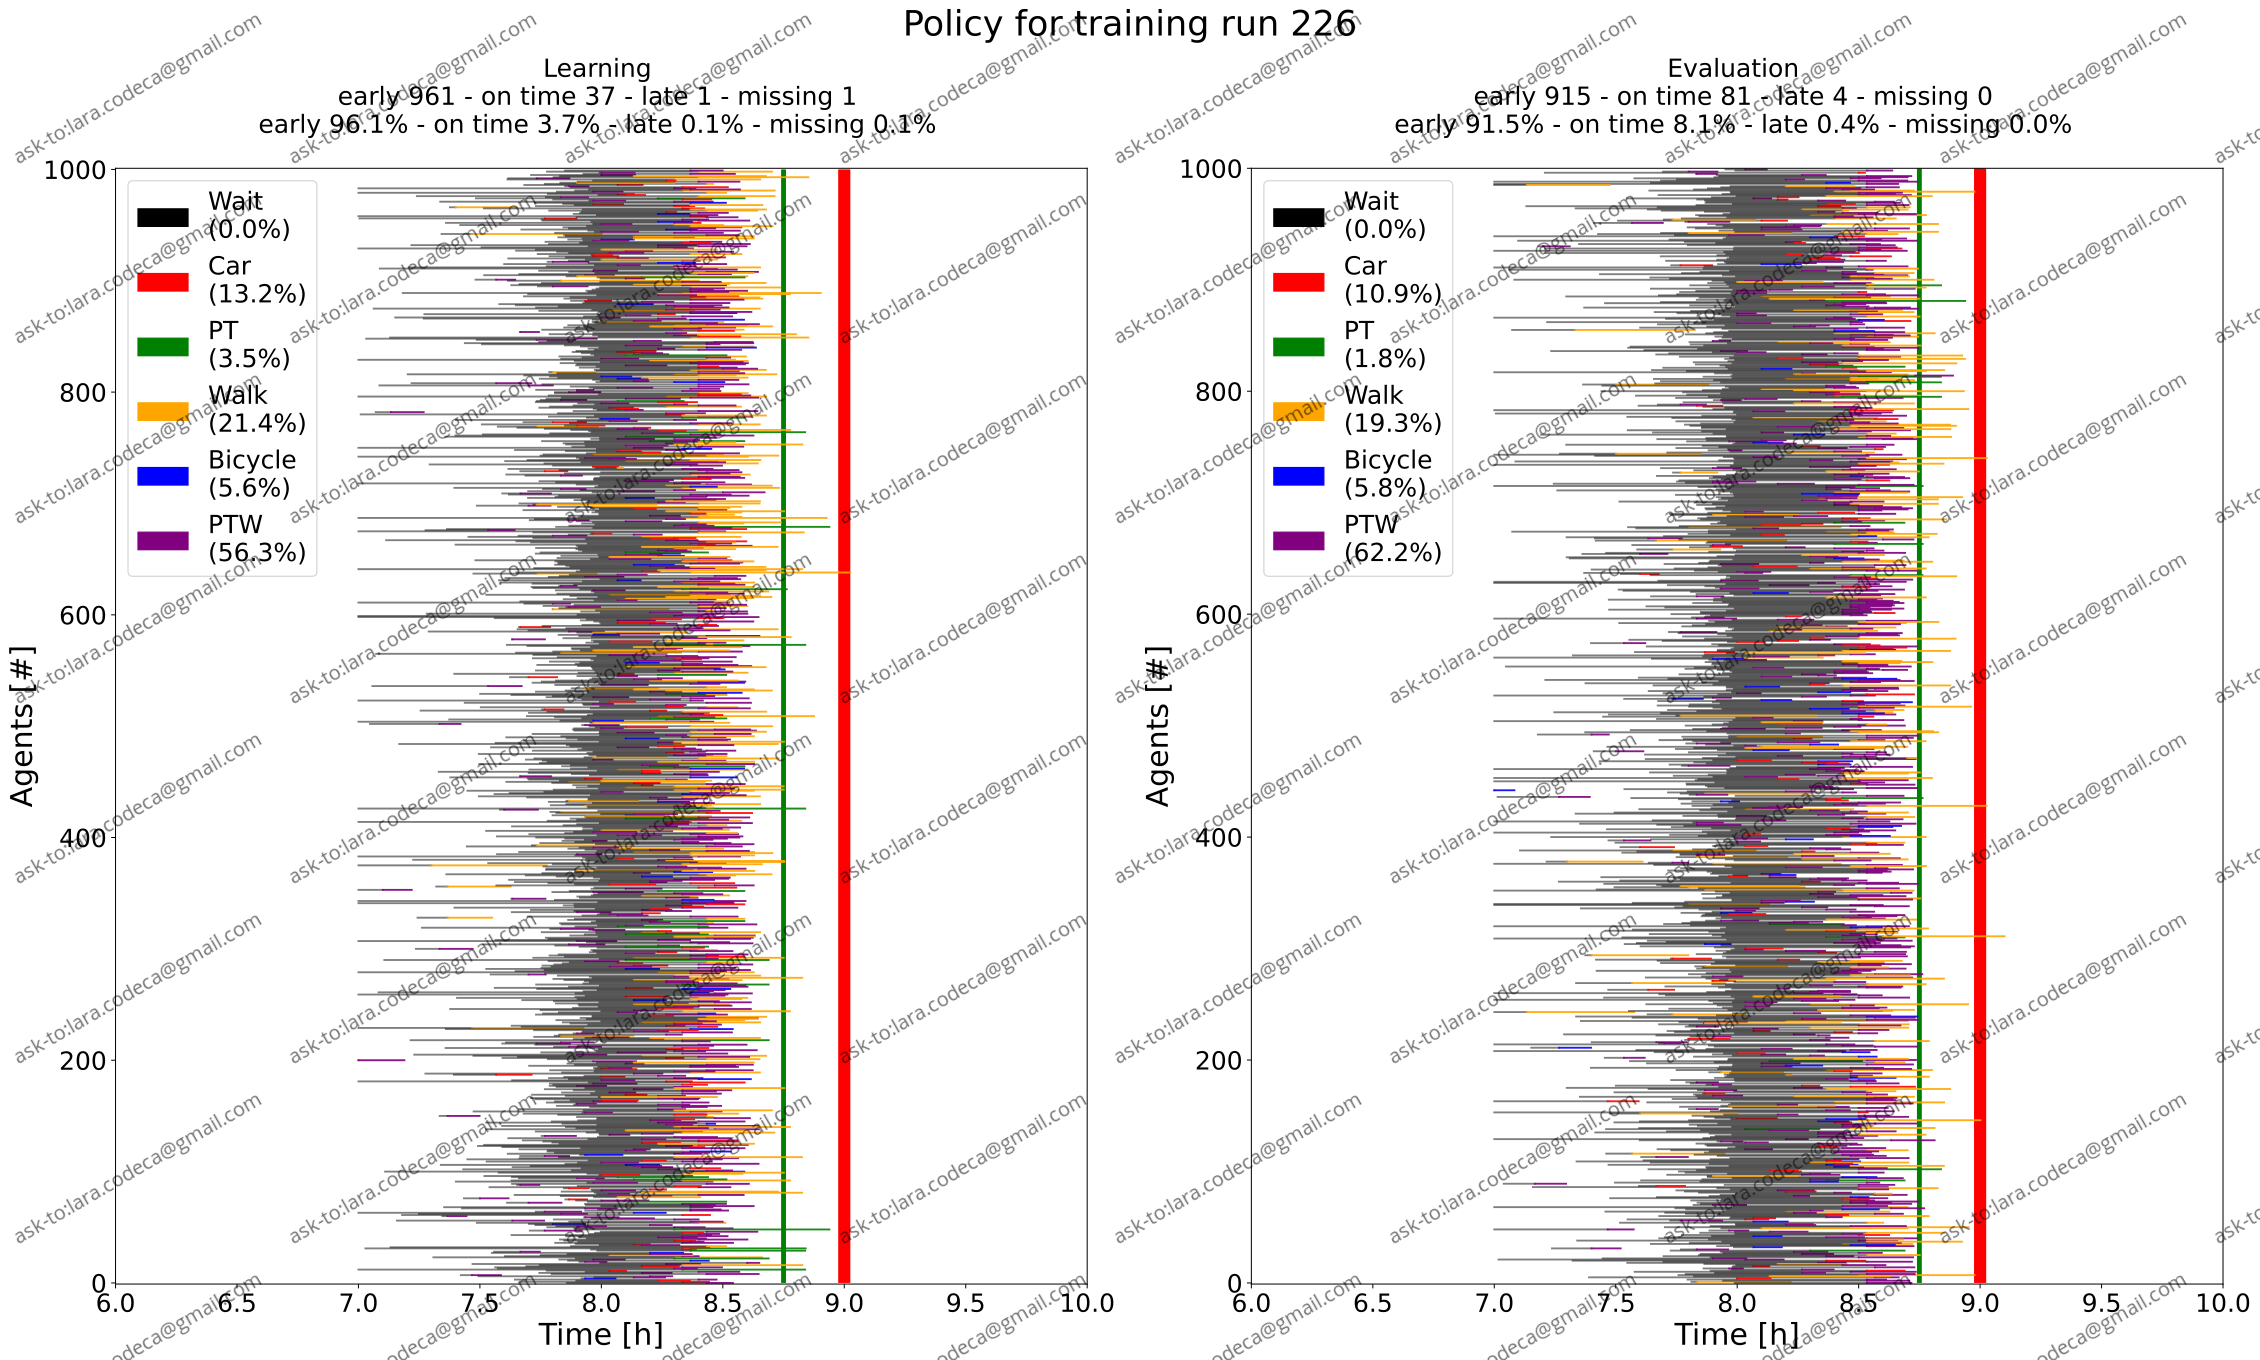 Policy for training run 226
Learning
early 961 - on time 37 - late 1 - missing 1
early 96.1% - on time 3.7% - late 0.1% - missing 0.1%
1000
800
600
400
200
0
Agents [#]
Wait
(0.0%)
Car
(13.2%)
PT
(3.5%)
Walk
(21.4%)
Bicycle
(5.6%)
PTW
(56.3%)
6.0 6.5 7.0 7.5 8.0 8.5 9.0 9.5 10.0
Time [h]
Evaluation
early 915 - on time 81 - late 4 - missing 0
early 91.5% - on time 8.1% - late 0.4% - missing 0.0%
1000
800
600
400
200
0
Agents [#]
Wait
(0.0%)
Car
(10.9%)
PT
(1.8%)
Walk
(19.3%)
Bicycle
(5.8%)
PTW
(62.2%)
6.0 6.5 7.0 7.5 8.0 8.5 9.0 9.5 10.0
Time [h]
ask-to:lara.codeca@gmail.com